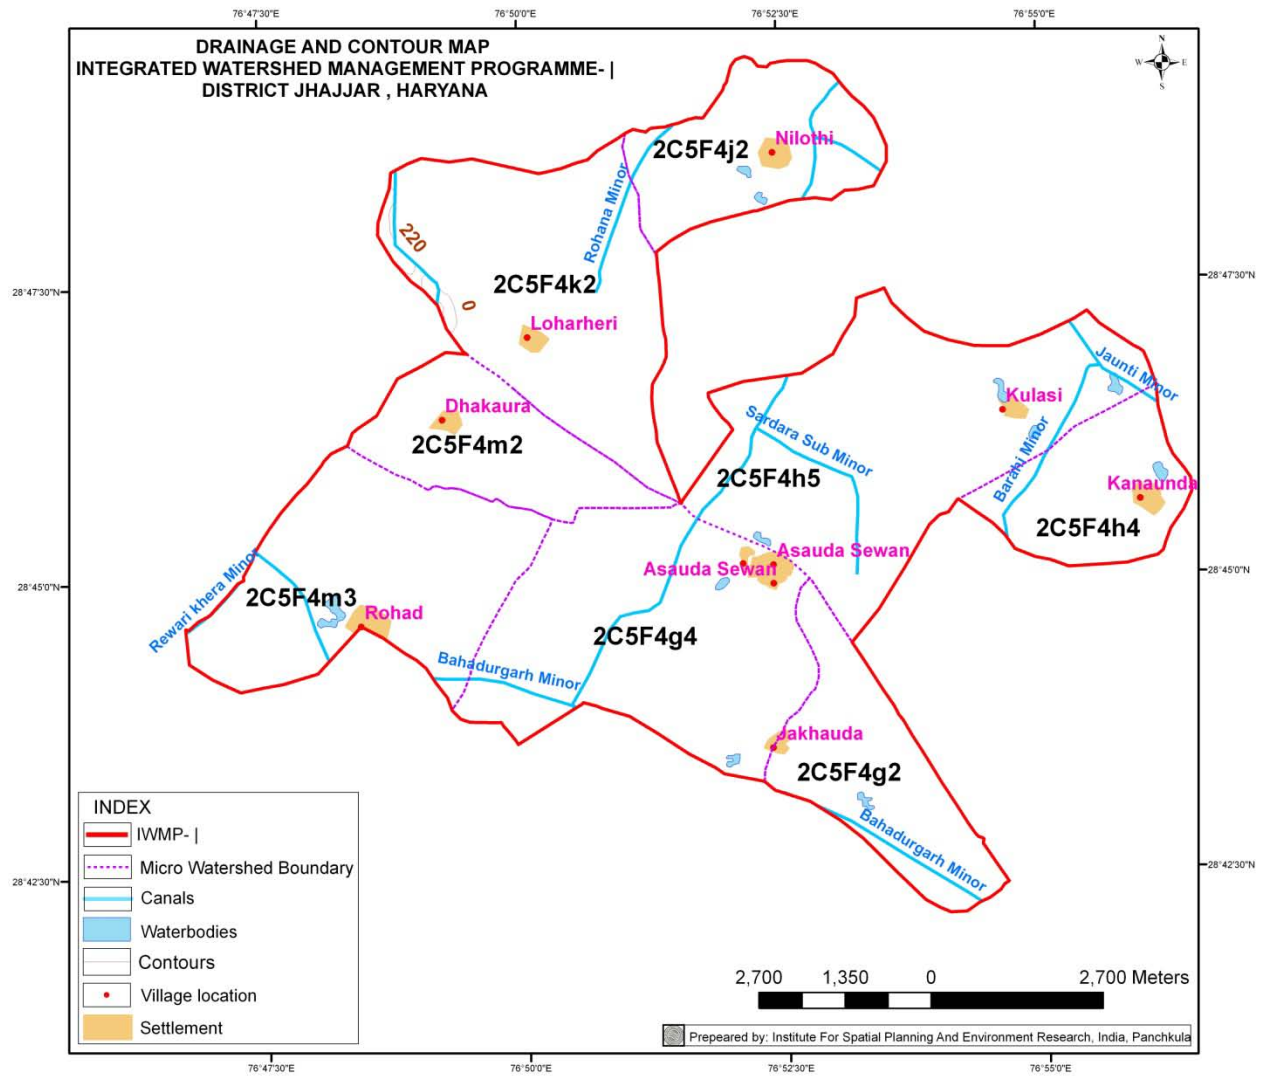 76°47'30"E
76°50'0"E
76°52'30"E
76°55'0"E
DRAINAGE AND CONTOUR MAP
INTEGRATED WATERSHED MANAGEMENT PROGRAMME- |
DISTRICT JHAJJAR , HARYANA
N
W
E
S
2C5F4j2
Nilothi
Rohana Minor
220
28°47'30"N
28°47'30"N
2C5F4k2
0
Loharheri
Jaunti Minor
Kulasi
Dhakaura
2C5F4m2
Sardara Sub Minor
2C5F4h5
Barahi Minor
Kanaunda
2C5F4h4
Asauda Sewan
Asauda Sewan
28°45'0"N
28°45'0"N
Rewari khera Minor
2C5F4m3
Rohad
2C5F4g4
Bahadurgarh Minor
Jakhauda
2C5F4g2
Bahadurgarh Minor
28°42'30"N
28°42'30"N
INDEX
IWMP- |
Micro Watershed Boundary
Canals
Waterbodies
Contours
Village location
Settlement
2,700 1,350 0 2,700 Meters
Prepeared by: Institute For Spatial Planning And Environment Research, India, Panchkula
76°47'30"E
76°50'0"E
76°52'30"E
76°55'0"E